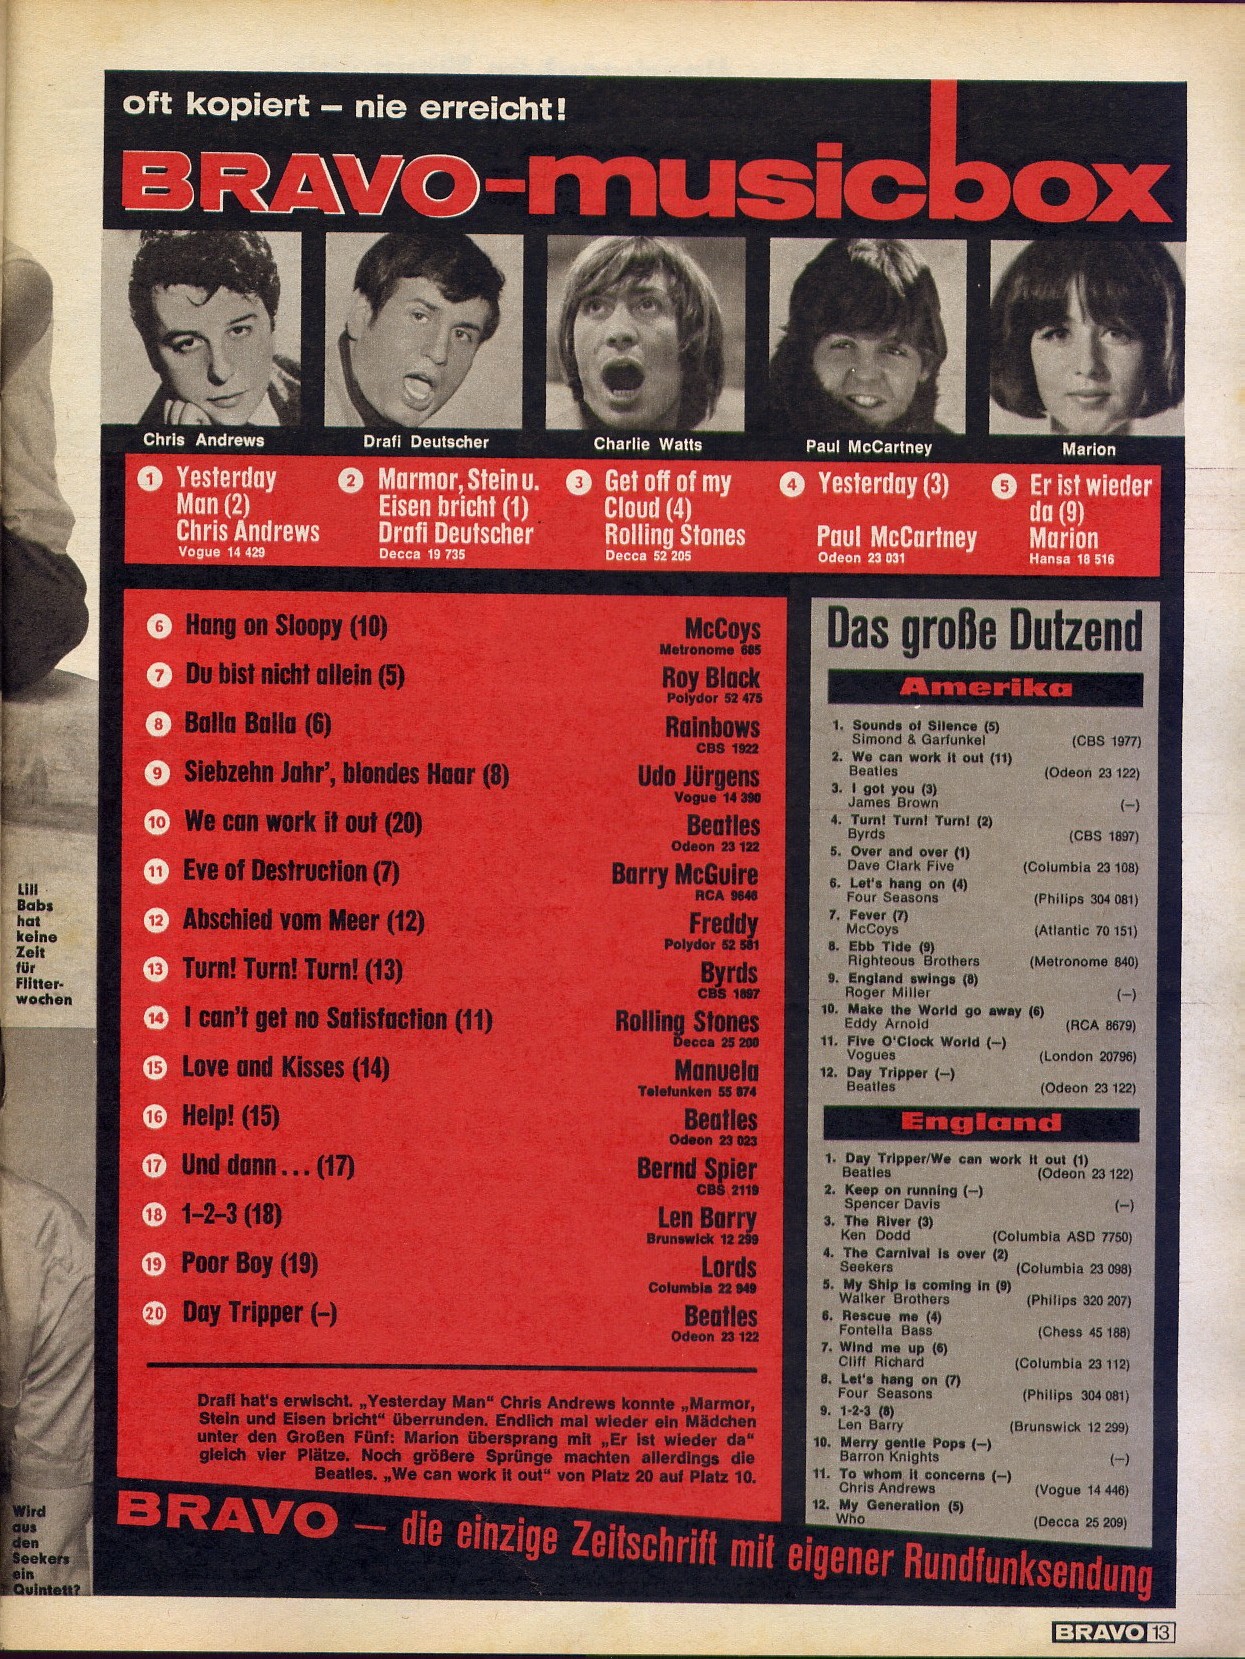 oft kopiert – nie erreicht!
BRAVO-musicbox
Chris Andrews
Drafi Deutscher
Charlie Watts
Paul McCartney
Marion
1 Yesterday
Man (2)
Chris Andrews
Vogue 14 429
2 Marmor, Stein u.
Eisen bricht (1)
Drafi Deutscher
Decca 19 735
3 Get off of my
Cloud (4)
Rolling Stones
Decca 52 205
4 Yesterday (3)
Paul McCartney
Odeon 23 031
5 Er ist wieder
da (9)
Marion
Hansa 18 516
6 Hang on Sloopy (10) McCoys
Metronome 685
7 Du bist nicht allein (5) Roy Black
Polydor 52 475
8 Balla Balla (6) Rainbows
CBS 1922
9 Siebzehn Jahr', blondes Haar (8) Udo Jürgens
Vogue 14 390
10 We can work it out (20) Beatles
Odeon 23 122
11 Eve of Destruction (7) Barry McGuire
RCA 9646
12 Abschied vom Meer (12) Freddy
Polydor 52 581
13 Turn! Turn! Turn! (13) Byrds
CBS 1897
14 I can't get no Satisfaction (11) Rolling Stones
Decca 25 200
15 Love and Kisses (14) Manuela
Telefunken 55 874
16 Help! (15) Beatles
Odeon 23 023
17 Und dann ... (17) Bernd Spier
CBS 2119
18 1–2–3 (18) Len Barry
Brunswick 12 299
19 Poor Boy (19) Lords
Columbia 22 949
20 Day Tripper (–) Beatles
Odeon 23 122
Drafi hat's erwischt. „Yesterday Man“ Chris Andrews konnte „Marmor,
Stein und Eisen bricht“ überrunden. Endlich mal wieder ein Mädchen
unter den Großen Fünf: Marion übersprang mit „Er ist wieder da“
gleich vier Plätze. Noch größere Sprünge machten allerdings die
Beatles. „We can work it out“ von Platz 20 auf Platz 10.
Das große Dutzend
Amerika
1. Sounds of Silence (5)
Simond & Garfunkel (CBS 1977)
2. We can work it out (11)
Beatles (Odeon 23 122)
3. I got you (3)
James Brown (–)
4. Turn! Turn! Turn! (2)
Byrds (CBS 1897)
5. Over and over (1)
Dave Clark Five (Columbia 23 108)
6. Let's hang on (4)
Four Seasons (Philips 304 081)
7. Fever (7)
McCoys (Atlantic 70 151)
8. Ebb Tide (9)
Righteous Brothers (Metronome 840)
9. England swings (8)
Roger Miller (–)
10. Make the World go away (6)
Eddy Arnold (RCA 8679)
11. Five O'Clock World (–)
Vogues (London 20796)
12. Day Tripper (–)
Beatles (Odeon 23 122)
England
1. Day Tripper/We can work it out (1)
Beatles (Odeon 23 122)
2. Keep on running (–)
Spencer Davis (–)
3. The River (3)
Ken Dodd (Columbia ASD 7750)
4. The Carnival is over (2)
Seekers (Columbia 23 098)
5. My Ship is coming in (9)
Walker Brothers (Philips 320 207)
6. Rescue me (4)
Fontella Bass (Chess 45 188)
7. Wind me up (6)
Cliff Richard (Columbia 23 112)
8. Let's hang on (7)
Four Seasons (Philips 304 081)
9. 1-2-3 (8)
Len Barry (Brunswick 12 299)
10. Merry gentle Pops (–)
Barron Knights (–)
11. To whom it concerns (–)
Chris Andrews (Vogue 14 446)
12. My Generation (5)
Who (Decca 25 209)
BRAVO – die einzige Zeitschrift mit eigener Rundfunksendung
Lill
Babs
hat
keine
Zeit
für
Flitter-
wochen
Wird
aus
den
Seekers
ein
Quintett?
BRAVO 13